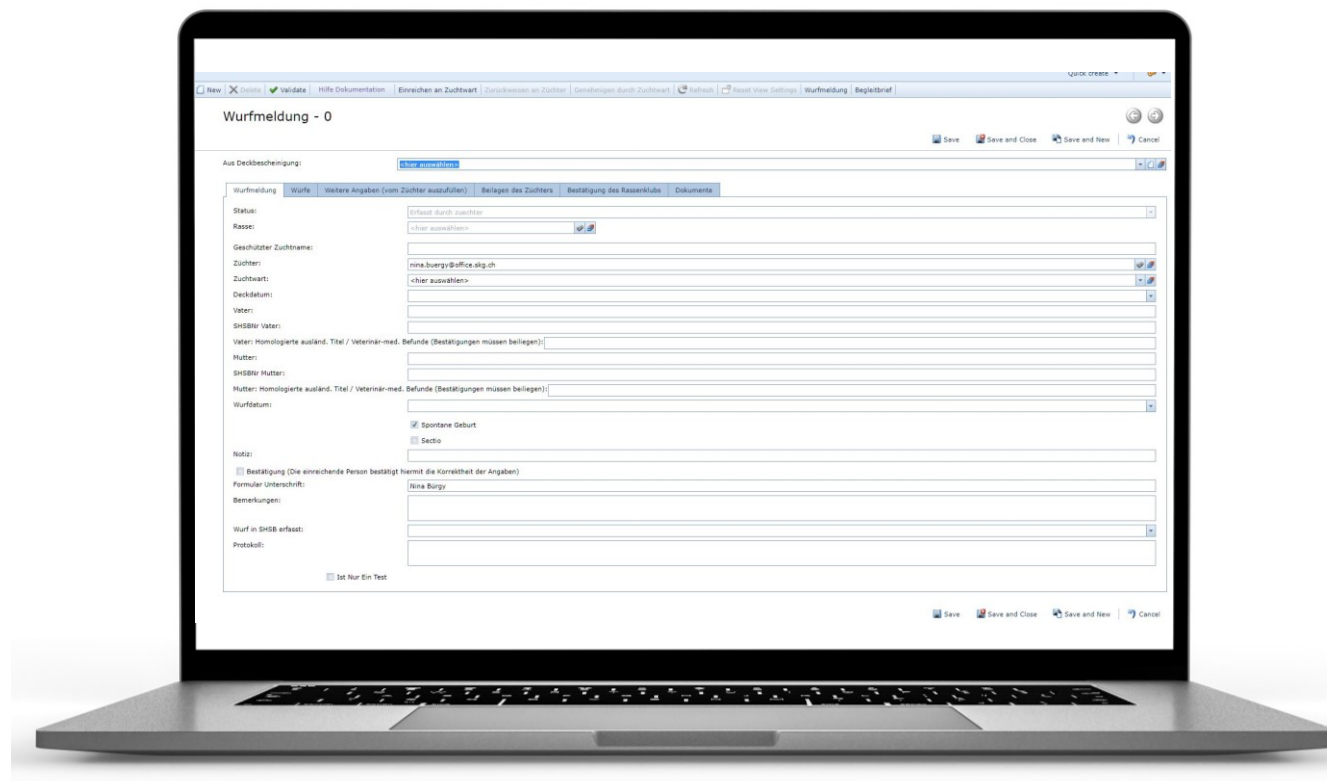 Quick create
New Delete Validate Hilfe Dokumentation Einreichen an Zuchtwart Zurückweisen an Züchter Genehmigen durch Zuchtwart Refresh Reset View Settings Wurfmeldung Begleitbrief
Wurfmeldung - 0
Save Save and Close Save and New Cancel
Aus Deckbescheinigung: <hier auswählen>
Wurfmeldung Würfe Weitere Angaben (vom Züchter auszufüllen) Beilagen des Züchters Bestätigung des Rassenklubs Dokumente
Status: Erfasst durch zuechter
Rasse: <hier auswählen>
Geschützter Zuchtname:
Züchter: nina.buergy@office.skg.ch
Zuchtwart: <hier auswählen>
Deckdatum:
Vater:
SHSBNr Vater:
Vater: Homologierte ausländ. Titel / Veterinär-med. Befunde (Bestätigungen müssen beiliegen):
Mutter:
SHSBNr Mutter:
Mutter: Homologierte ausländ. Titel / Veterinär-med. Befunde (Bestätigungen müssen beiliegen):
Wurfdatum:
Spontane Geburt
Sectio
Notiz:
Bestätigung (Die einreichende Person bestätigt hiermit die Korrektheit der Angaben)
Formular Unterschrift: Nina Bürgy
Bemerkungen:
Wurf in SHSB erfasst:
Protokoll:
Ist Nur Ein Test
Save Save and Close Save and New Cancel